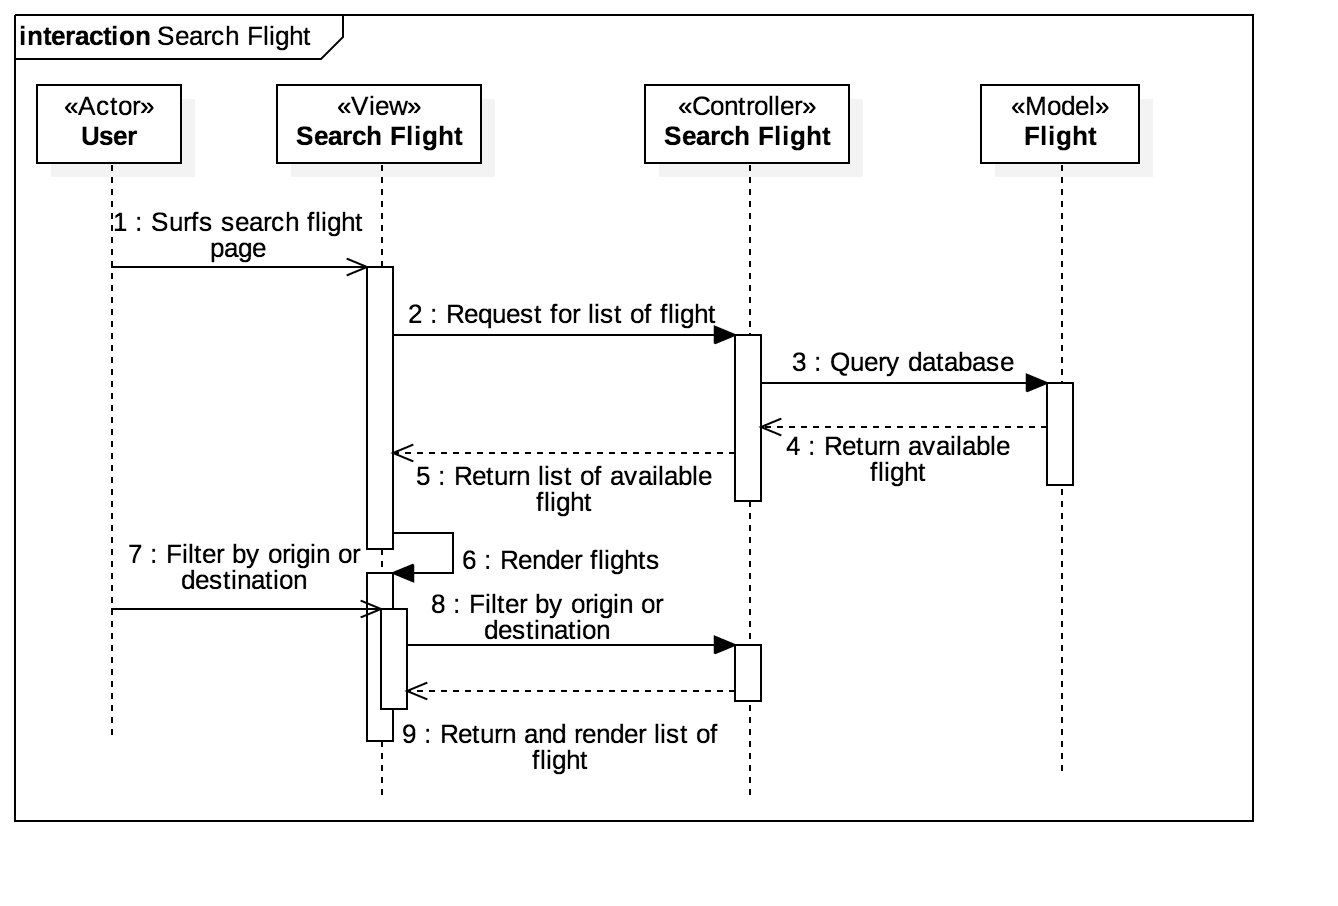 interaction Search Flight
«Actor»
User
«View»
Search Flight
«Controller»
Search Flight
«Model»
Flight
1 : Surfs search flight
page
2 : Request for list of flight
3 : Query database
4 : Return available
flight
5 : Return list of available
flight
6 : Render flights
7 : Filter by origin or
destination
8 : Filter by origin or
destination
9 : Return and render list of
flight